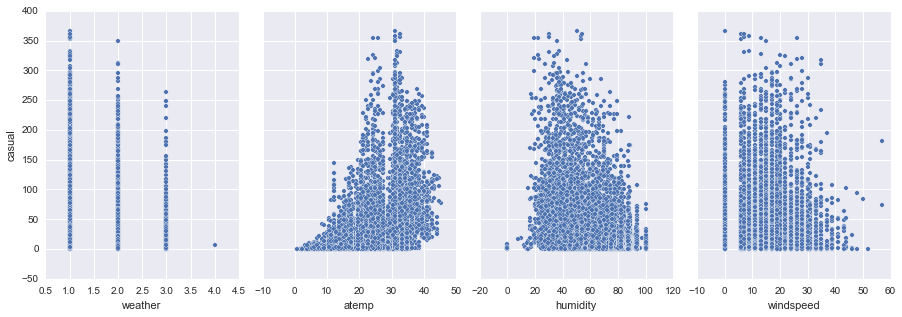 casual
400
350
300
250
200
150
100
50
0
−50
0.5 1.0 1.5 2.0 2.5 3.0 3.5 4.0 4.5
weather
−10 0 10 20 30 40 50
atemp
−20 0 20 40 60 80 100 120
humidity
−10 0 10 20 30 40 50 60
windspeed